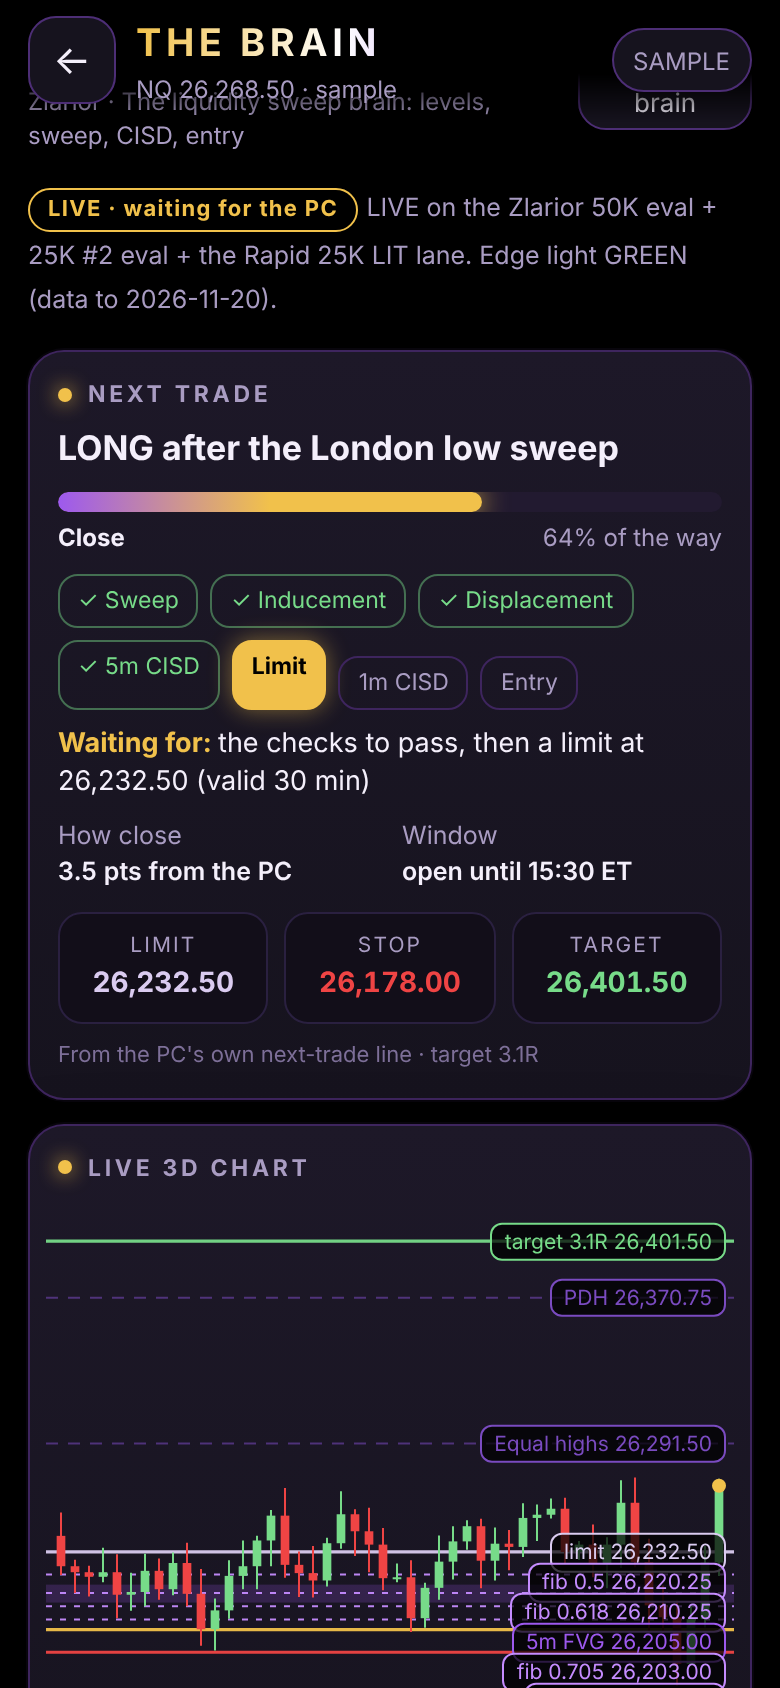 ←
THE BRAIN
NQ 26,268.50 · sample
SAMPLE
Zlarior · The liquidity sweep brain: levels,
sweep, CISD, entry
brain
LIVE · waiting for the PC LIVE on the Zlarior 50K eval +
25K #2 eval + the Rapid 25K LIT lane. Edge light GREEN
(data to 2026-11-20).
NEXT TRADE
LONG after the London low sweep
Close
64% of the way
✓ Sweep
✓ Inducement
✓ Displacement
✓ 5m CISD
Limit
1m CISD
Entry
Waiting for: the checks to pass, then a limit at
26,232.50 (valid 30 min)
How close
3.5 pts from the PC
Window
open until 15:30 ET
LIMIT
26,232.50
STOP
26,178.00
TARGET
26,401.50
From the PC's own next-trade line · target 3.1R
LIVE 3D CHART
target 3.1R 26,401.50
PDH 26,370.75
Equal highs 26,291.50
limit 26,232.50
fib 0.5 26,220.25
fib 0.618 26,210.25
5m FVG 26,205.00
fib 0.705 26,203.00